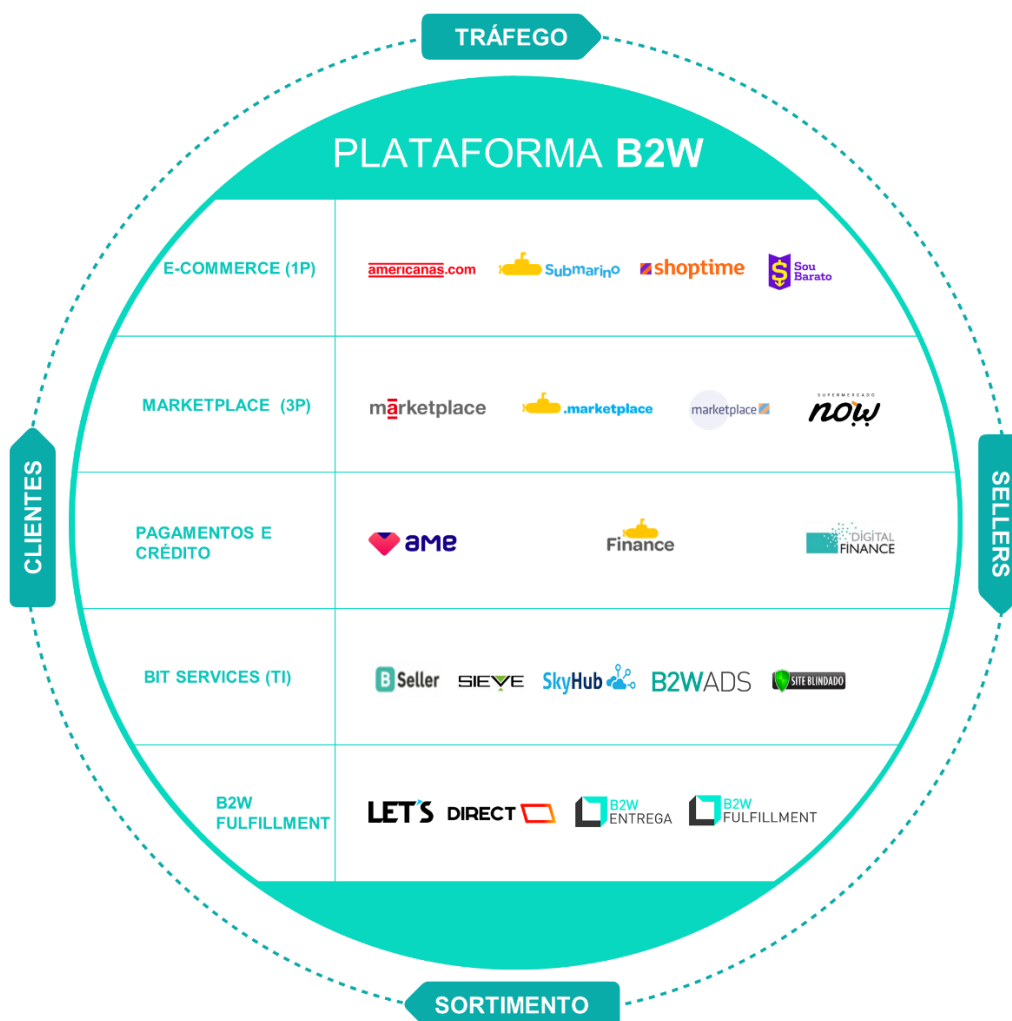 TRÁFEGO
PLATAFORMA B2W
E-COMMERCE (1P)
americanas.com
Submarino
shoptime
Sou
Barato
MARKETPLACE (3P)
marketplace
.marketplace
marketplace
SUPERMERCADO
now
CLIENTES
SELLERS
PAGAMENTOS E
CRÉDITO
ame
Finance
DIGITAL
FINANCE
BIT SERVICES (TI)
B Seller
SIEVE
SkyHub
B2WADS
SITE BLINDADO
B2W
FULFILLMENT
LET'S
DIRECT
B2W
ENTREGA
B2W
FULFILLMENT
SORTIMENTO